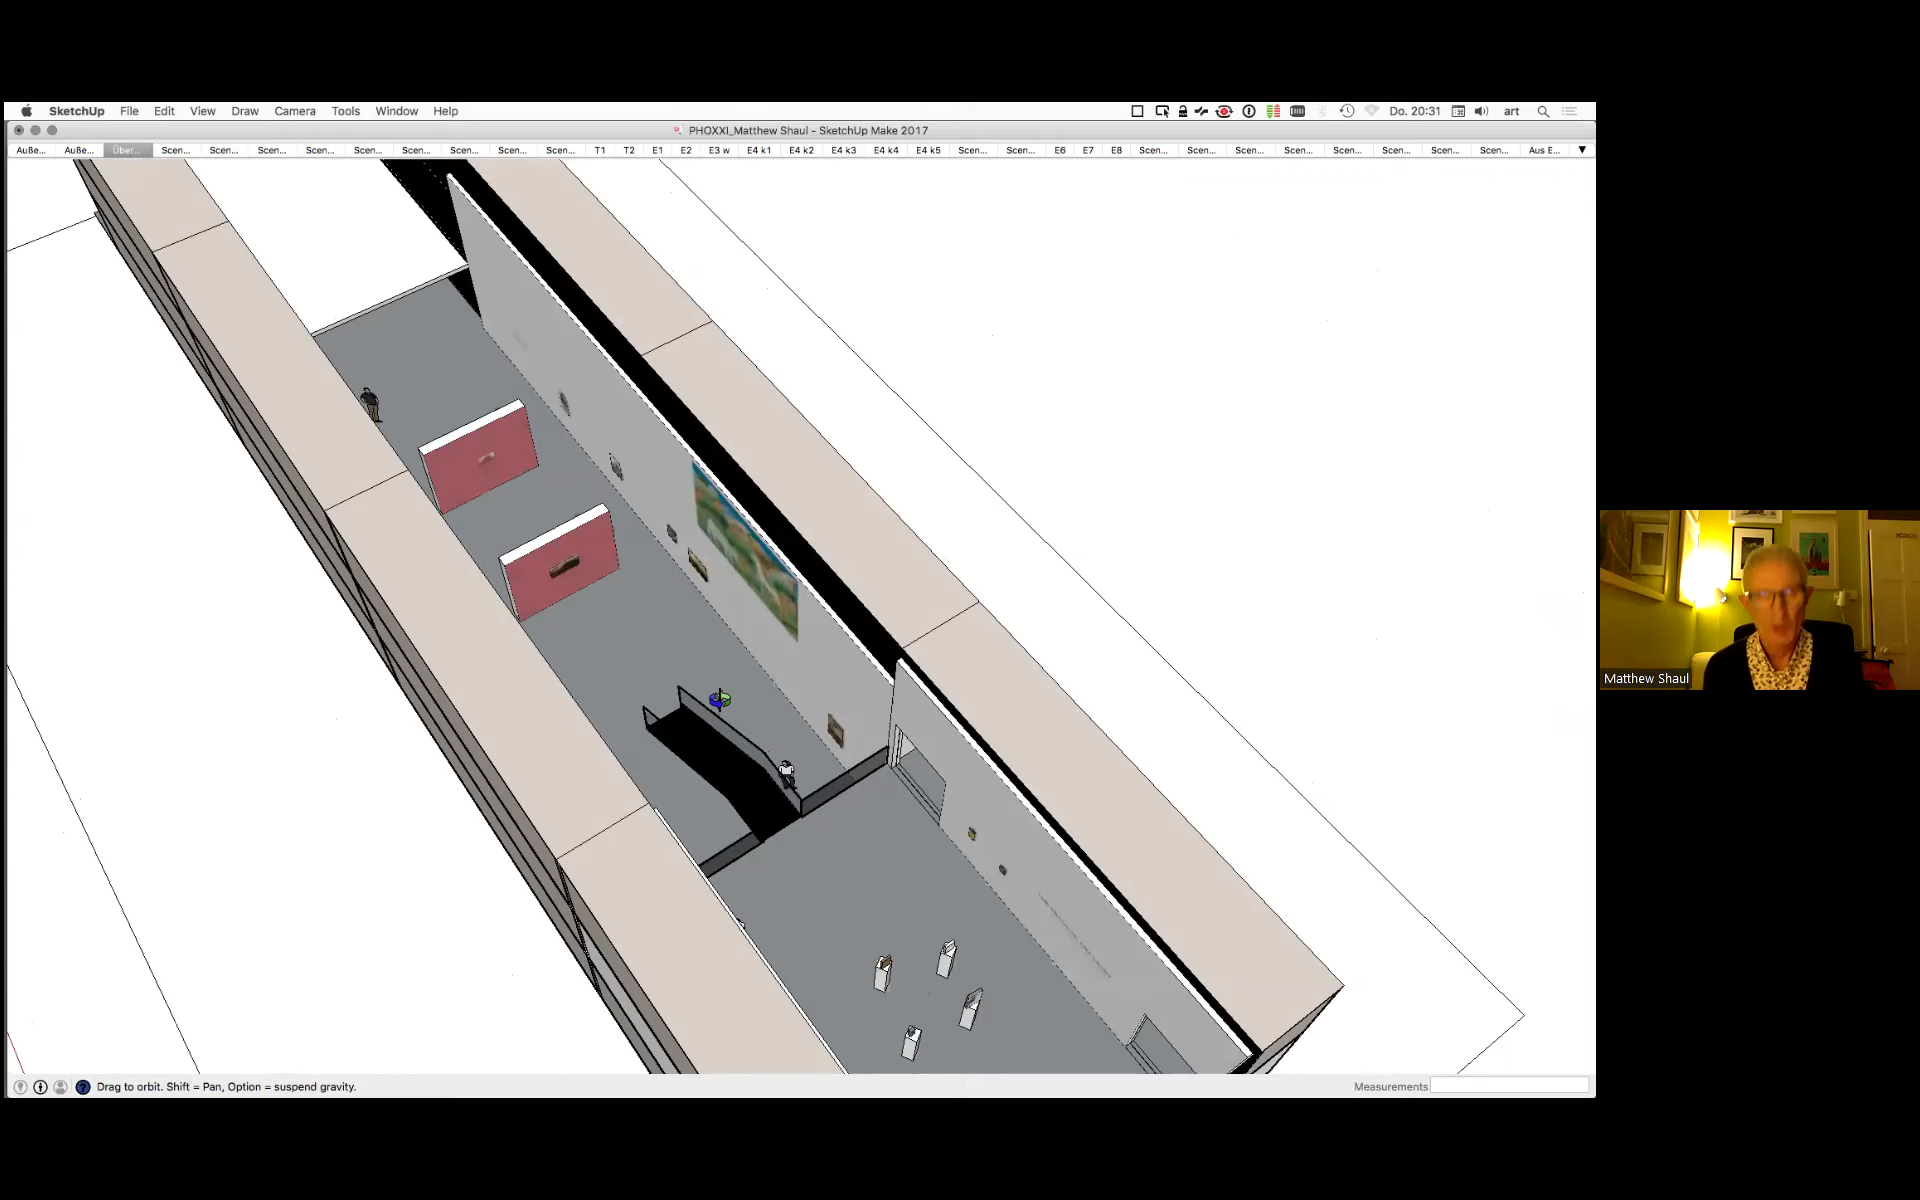 SketchUp File Edit View Draw Camera Tools Window Help Do. 20:31 art
PHOXXI_Matthew Shaul - SketchUp Make 2017
Auße... Auße... Über... Scen... Scen... Scen... Scen... Scen... Scen... Scen... Scen... Scen... T1 T2 E1 E2 E3 w E4 k1 E4 k2 E4 k3 E4 k4 E4 k5 Scen... Scen... E6 E7 E8 Scen... Scen... Scen... Scen... Scen... Scen... Scen... Scen... Aus E...
Matthew Shaul
Drag to orbit. Shift = Pan, Option = suspend gravity.
Measurements